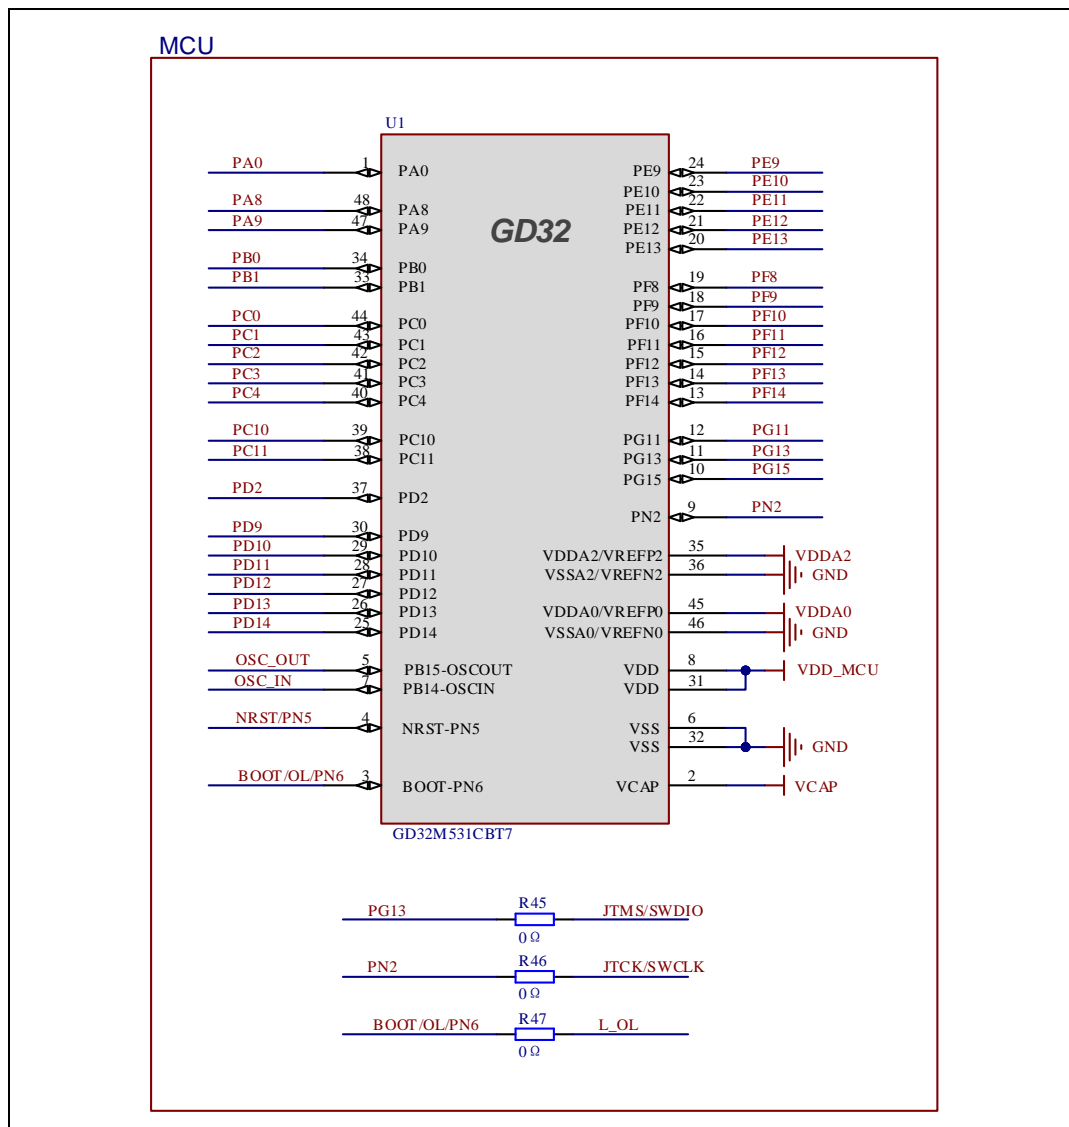 MCU
U1
GD32
PA0 1 PA0
PA8 48 PA8
PA9 47 PA9
PB0 34 PB0
PB1 33 PB1
PC0 44 PC0
PC1 43 PC1
PC2 42 PC2
PC3 41 PC3
PC4 40 PC4
PC10 39 PC10
PC11 38 PC11
PD2 37 PD2
PD9 30 PD9
PD10 29 PD10
PD11 28 PD11
PD12 27 PD12
PD13 26 PD13
PD14 25 PD14
OSC_OUT 5 PB15-OSCOUT
OSC_IN 7 PB14-OSCIN
NRST/PN5 4 NRST-PN5
BOOT/OL/PN6 3 BOOT-PN6
PE9 24 PE9
PE10 23 PE10
PE11 22 PE11
PE12 21 PE12
PE13 20 PE13
PF8 19 PF8
PF9 18 PF9
PF10 17 PF10
PF11 16 PF11
PF12 15 PF12
PF13 14 PF13
PF14 13 PF14
PG11 12 PG11
PG13 11 PG13
PG15 10 PG15
PN2 9 PN2
VDDA2/VREFP2 35 VDDA2
VSSA2/VREFN2 36 GND
VDDA0/VREFP0 45 VDDA0
VSSA0/VREFN0 46 GND
VDD 8 VDD_MCU
VDD 31
VSS 6
VSS 32 GND
VCAP 2 VCAP
GD32M531CBT7
PG13 R45 JTMS/SWDIO
0 Ω
PN2 R46 JTCK/SWCLK
0 Ω
BOOT/OL/PN6 R47 L_OL
0 Ω